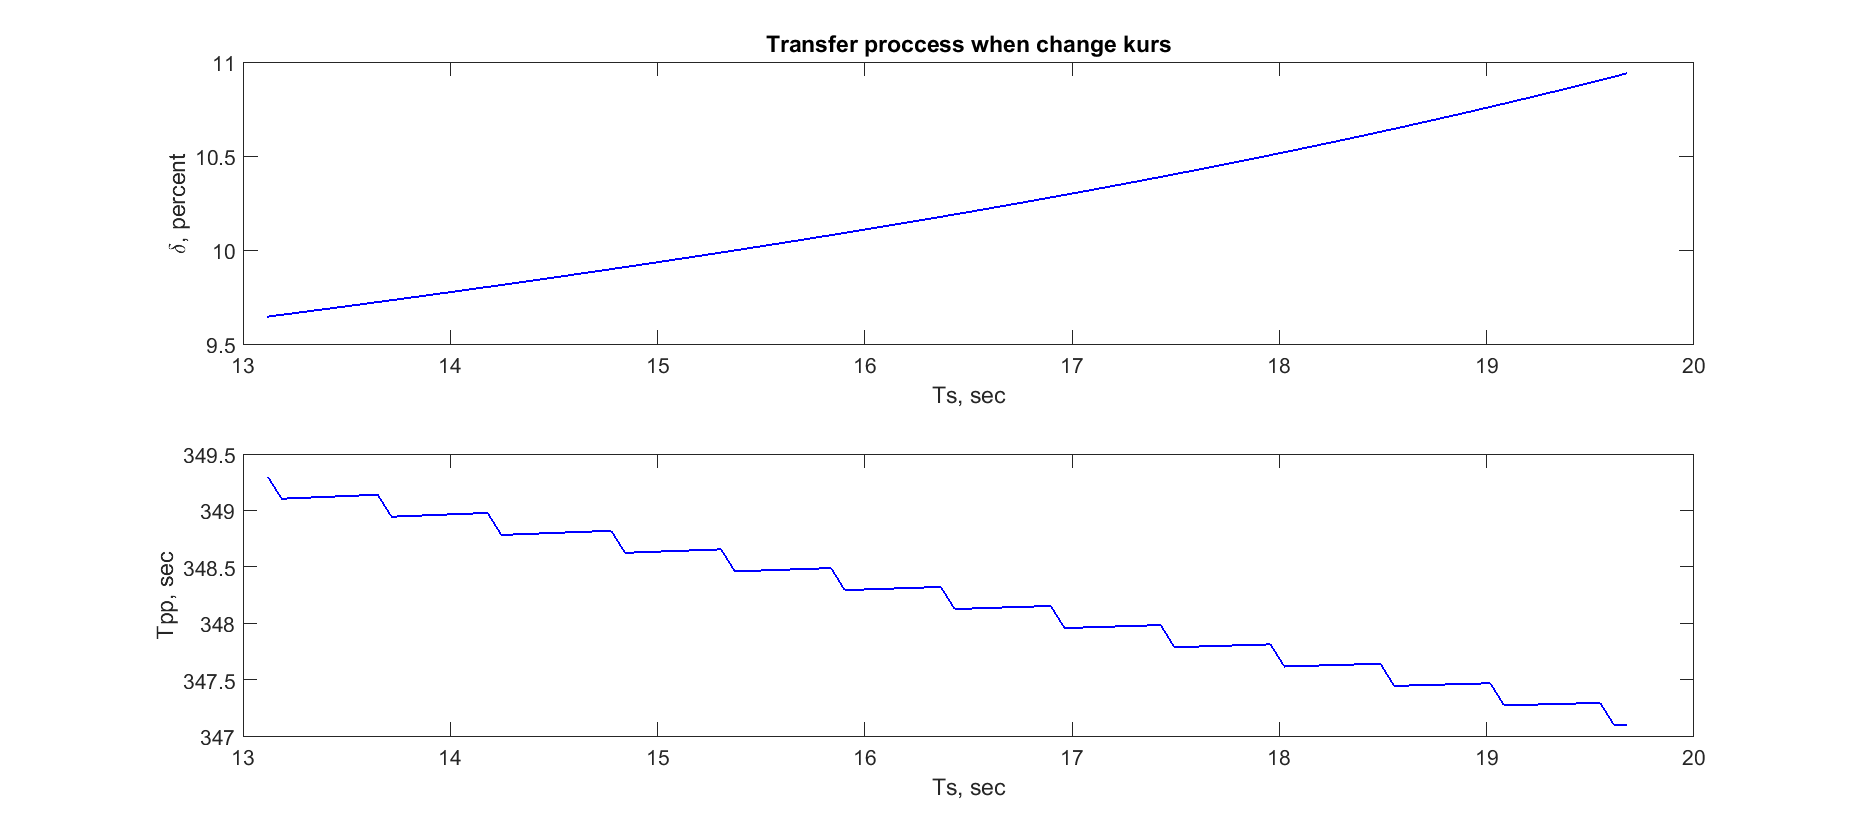 Transfer proccess when change kurs
11
10.5
10
9.5
δ, percent
13 14 15 16 17 18 19 20
Ts, sec
349.5
349
348.5
348
347.5
347
Tpp, sec
13 14 15 16 17 18 19 20
Ts, sec